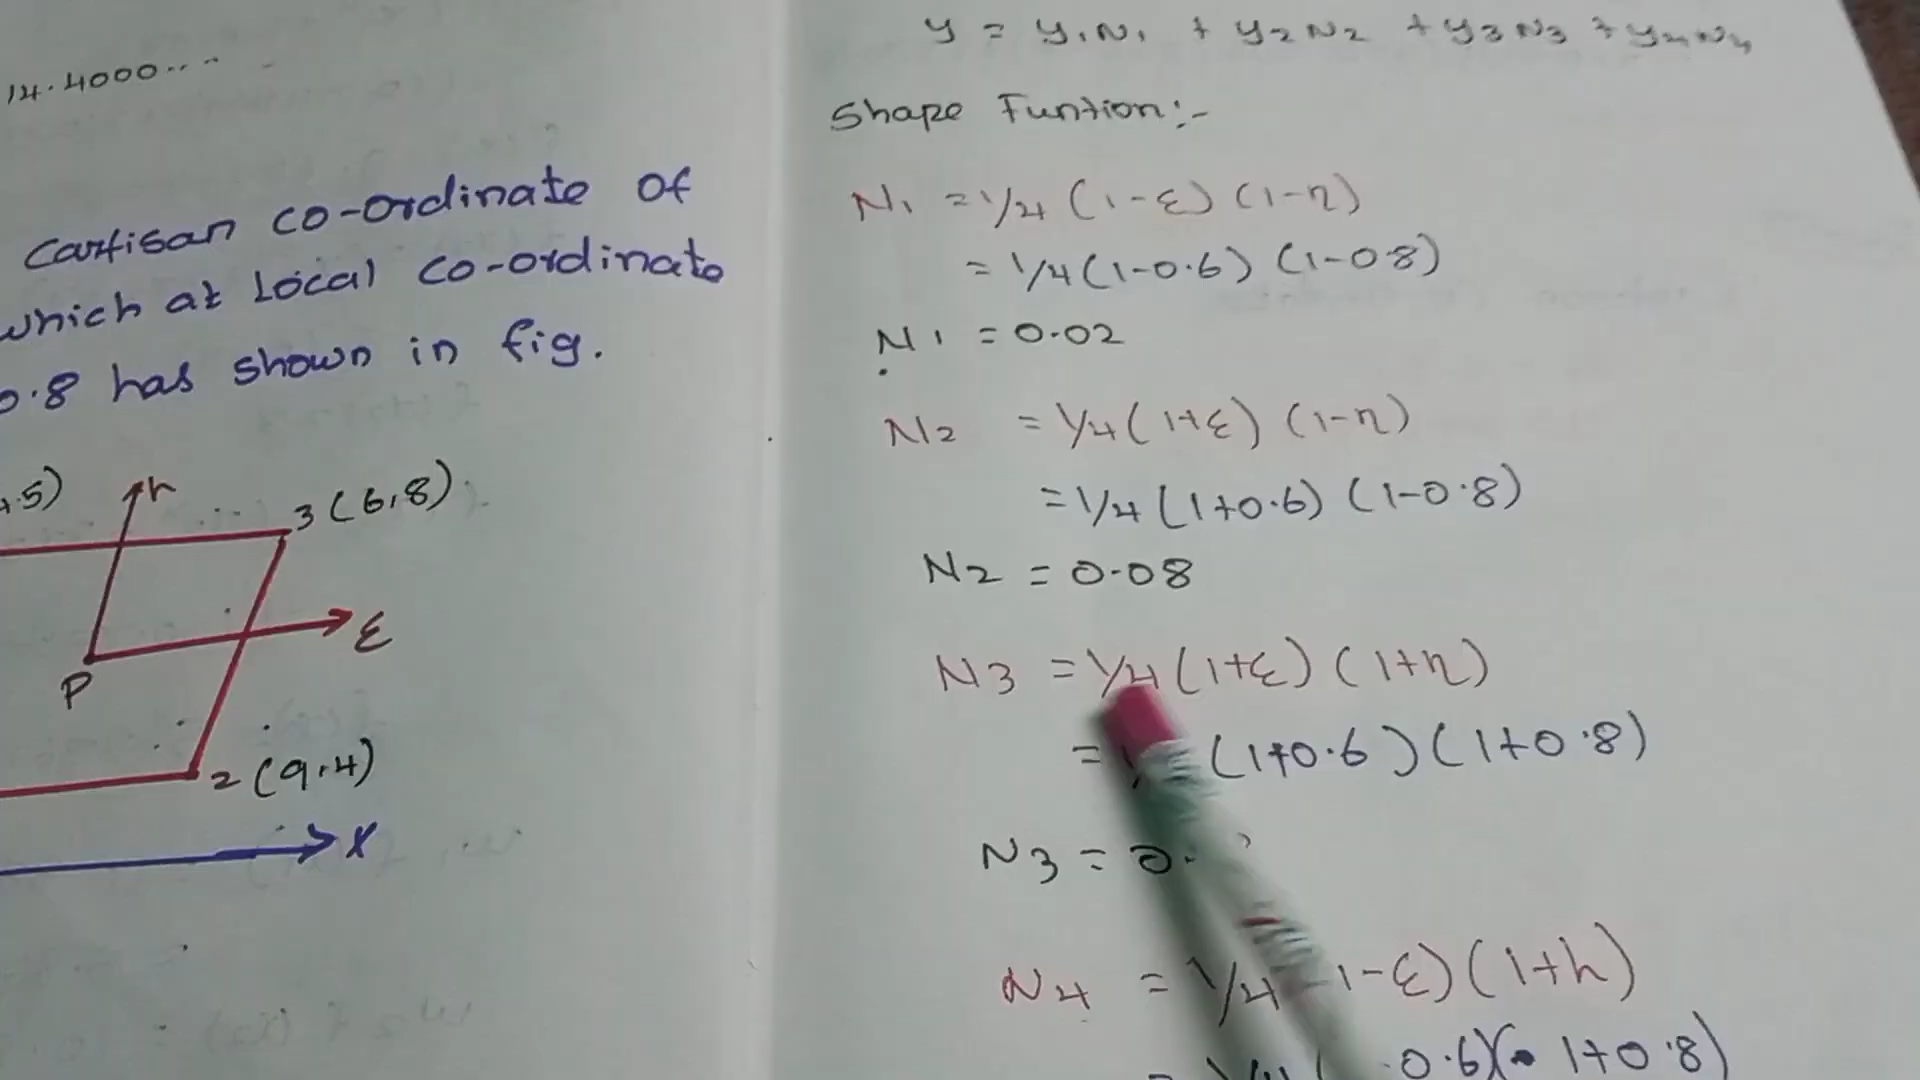 14.4000....
Cartisan co-ordinate of
which at Local co-ordinate
0.8 has shown in fig.
.5)
η
3 (6,8)
ε
P
2 (9,4)
X
y = y1N1 + y2N2 + y3N3 + y4N4
Shape Funtion:-
N1 = 1/4 (1-ε) (1-η)
= 1/4 (1-0.6) (1-0.8)
N1 = 0.02
N2 = 1/4 (1+ε) (1-η)
= 1/4 (1+0.6) (1-0.8)
N2 = 0.08
N3 = 1/4 (1+ε) (1+η)
= (1+0.6) (1+0.8)
N3 = 0.
N4 = 1/4 1-ε) (1+η)
= 1/4 ( 0.6)( 1+0.8)